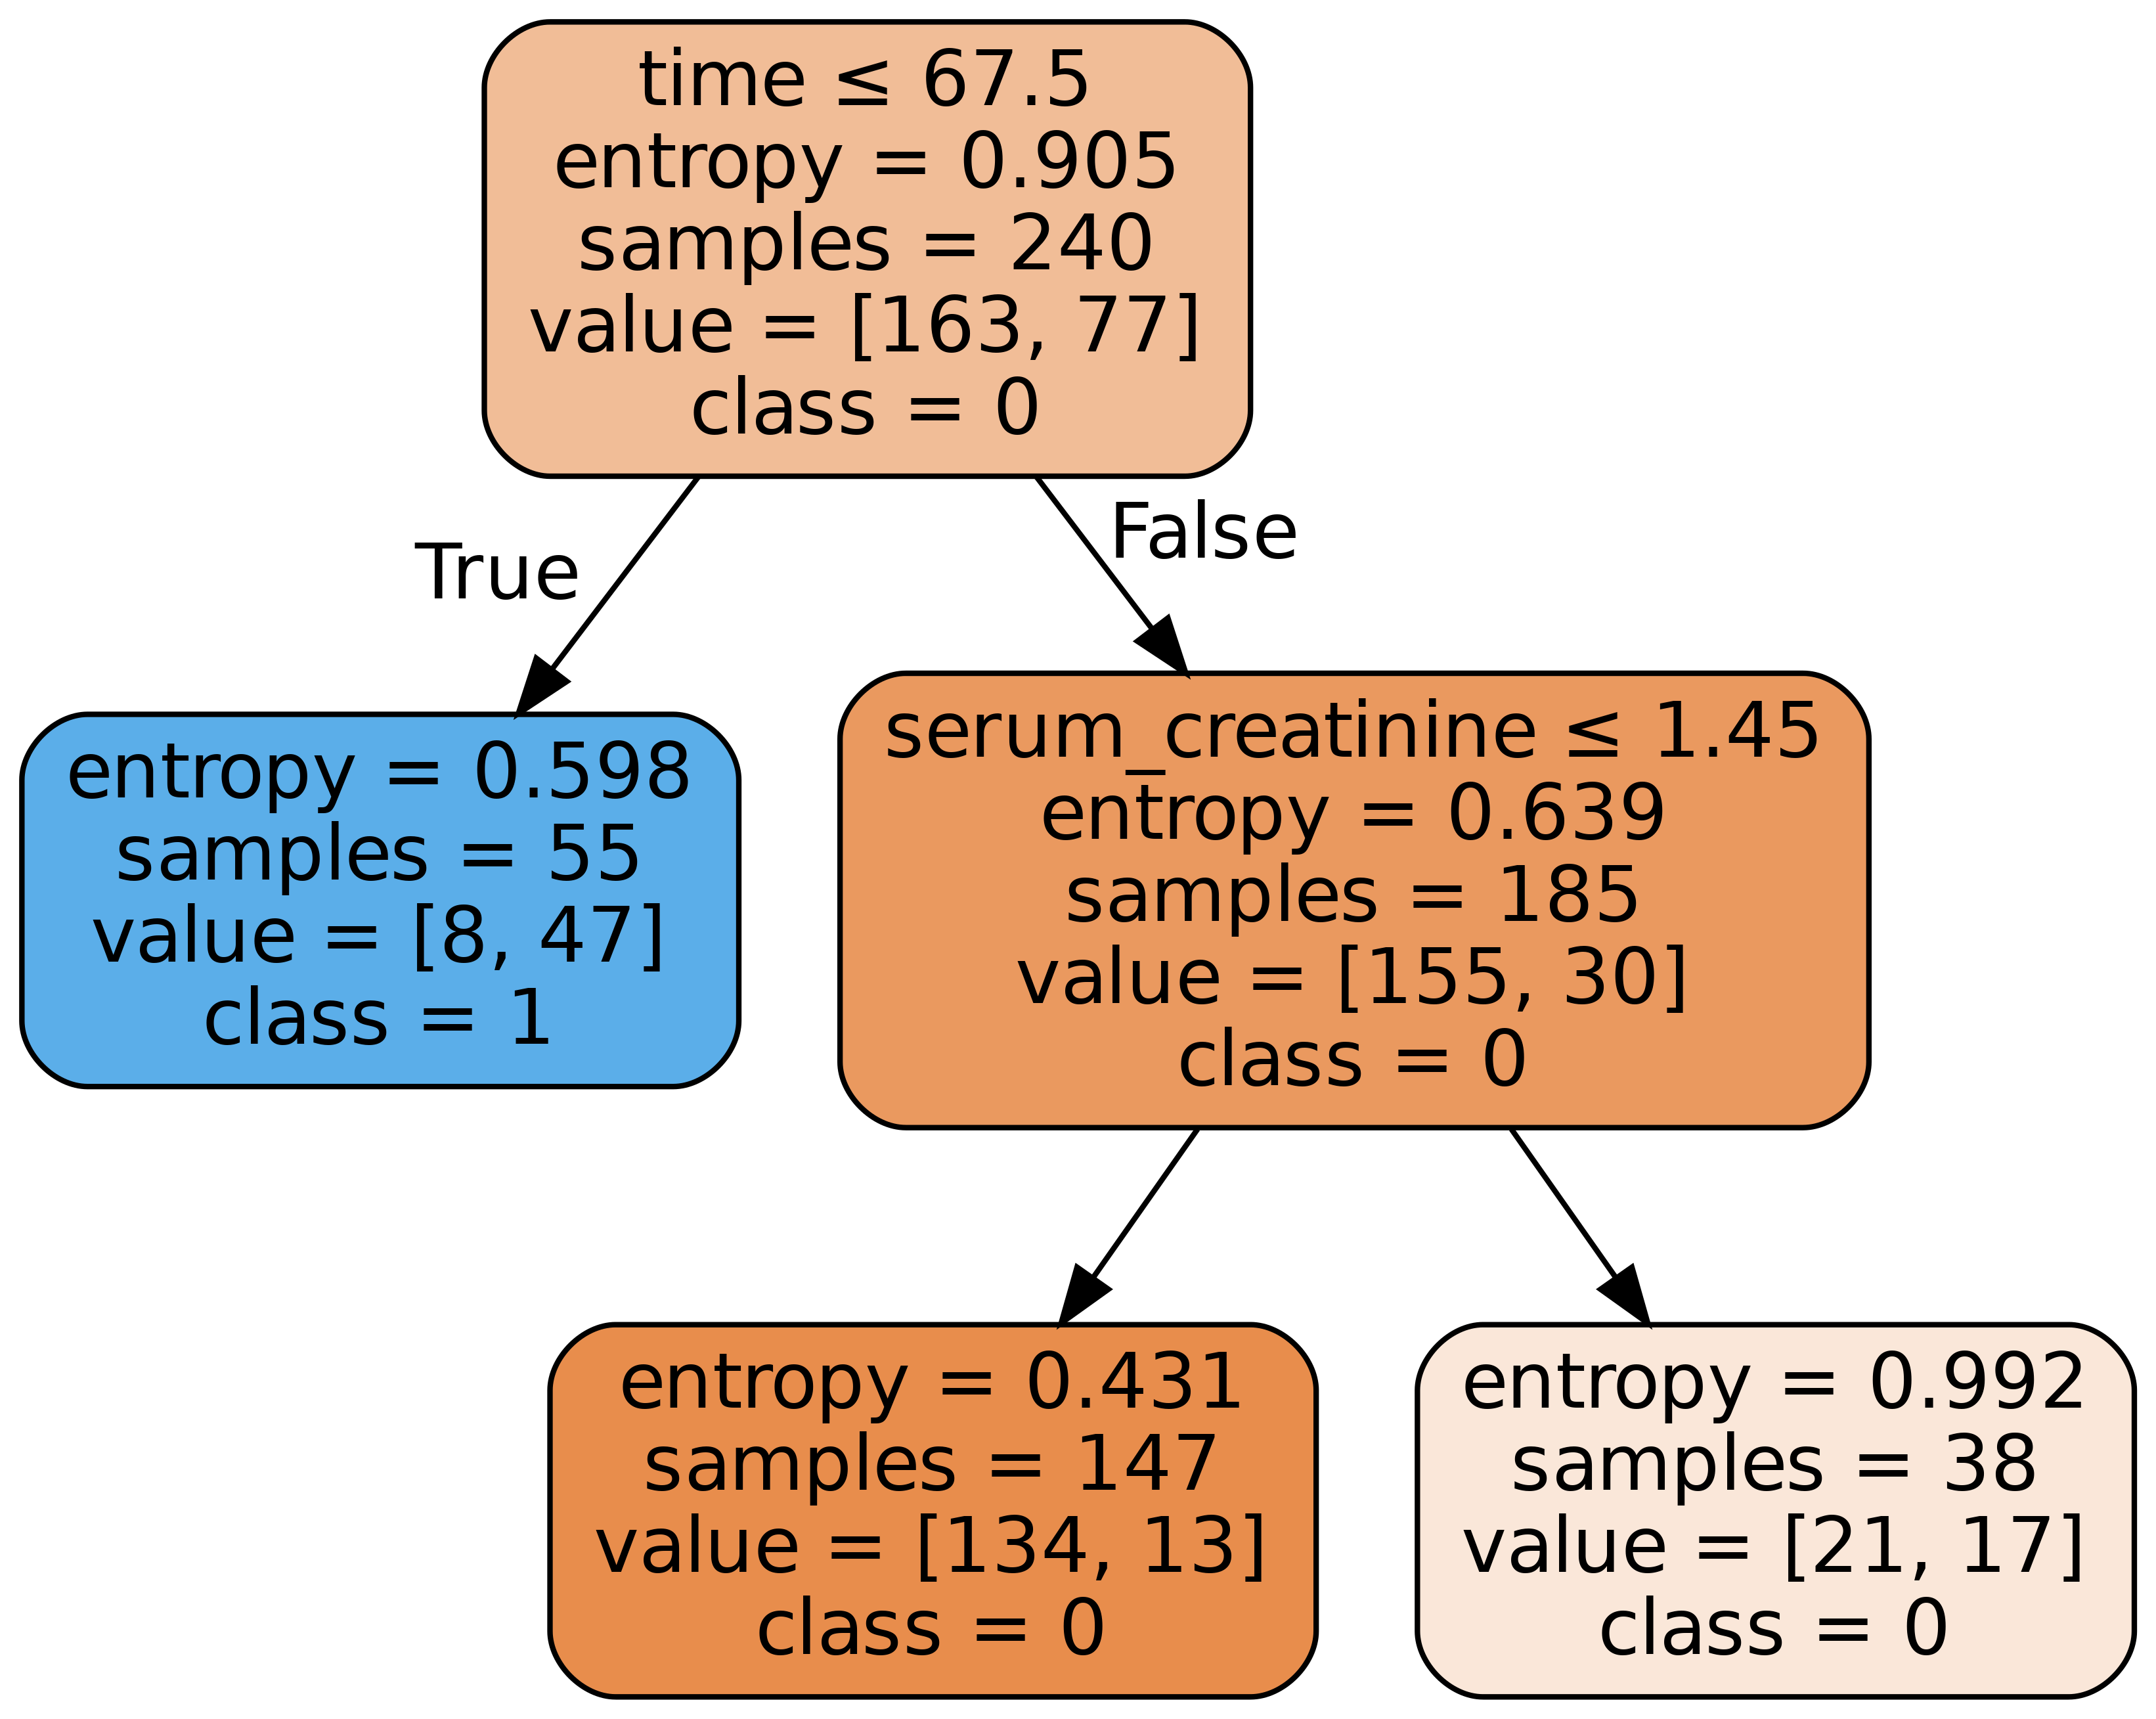 time ≤ 67.5
entropy = 0.905
samples = 240
value = [163, 77]
class = 0
True
False
entropy = 0.598
samples = 55
value = [8, 47]
class = 1
serum_creatinine ≤ 1.45
entropy = 0.639
samples = 185
value = [155, 30]
class = 0
entropy = 0.431
samples = 147
value = [134, 13]
class = 0
entropy = 0.992
samples = 38
value = [21, 17]
class = 0